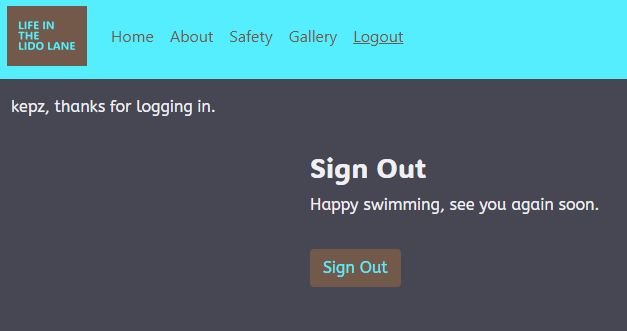 LIFE IN
THE
LIDO LANE
Home About Safety Gallery Logout
kepz, thanks for logging in.
Sign Out
Happy swimming, see you again soon.
Sign Out